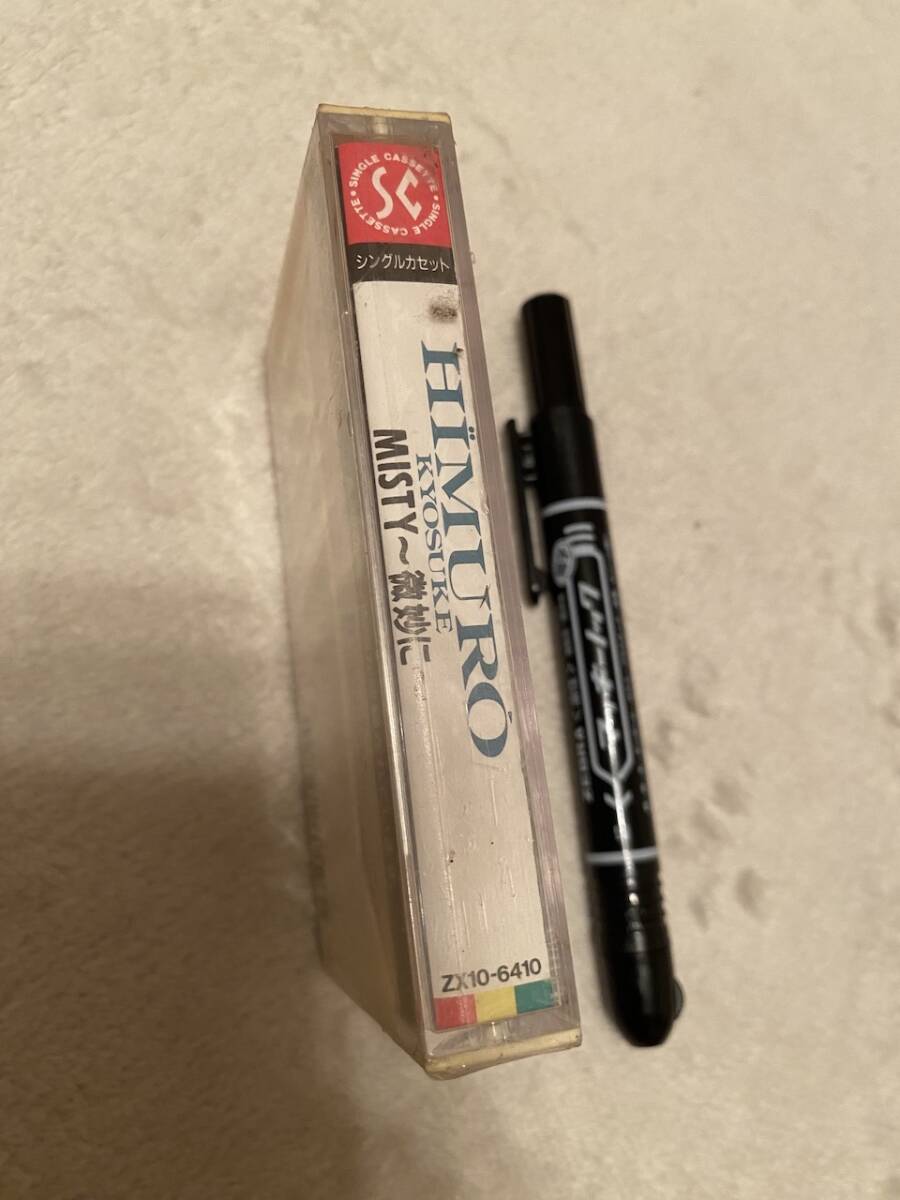 SINGLE CASSETTE • SINGLE CASSETTE •
SC
シングルカセット
HÏMURÓ
KYOSUKE
MISTY～微妙に
ZX10-6410